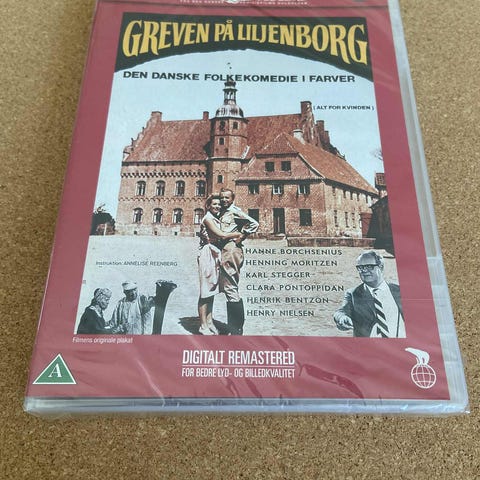 GREVEN PÅ LILJENBORG
DEN DANSKE FOLKEKOMEDIE I FARVER
(ALT FOR KVINDEN)
HANNE BORCHSENIUS
HENNING MORITZEN
KARL STEGGER
CLARA PONTOPPIDAN
HENRIK BENTZON
HENRY NIELSEN
Instruktion: ANNELISE REENBERG
Filmens originale plakat
DIGITALT REMASTERED
FOR BEDRE LYD- OG BILLEDKVALITET
A